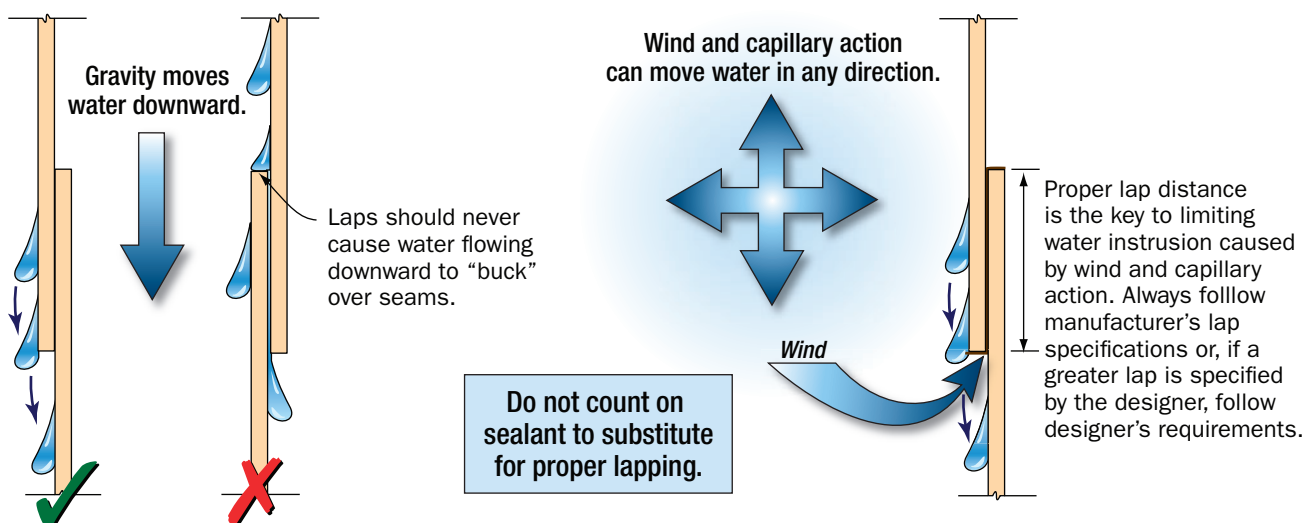 Gravity moves
water downward.
Laps should never
cause water flowing
downward to “buck”
over seams.
Wind and capillary action
can move water in any direction.
Wind
Do not count on
sealant to substitute
for proper lapping.
Proper lap distance
is the key to limiting
water instrusion caused
by wind and capillary
action. Always folllow
manufacturer’s lap
specifications or, if a
greater lap is specified
by the designer, follow
designer’s requirements.